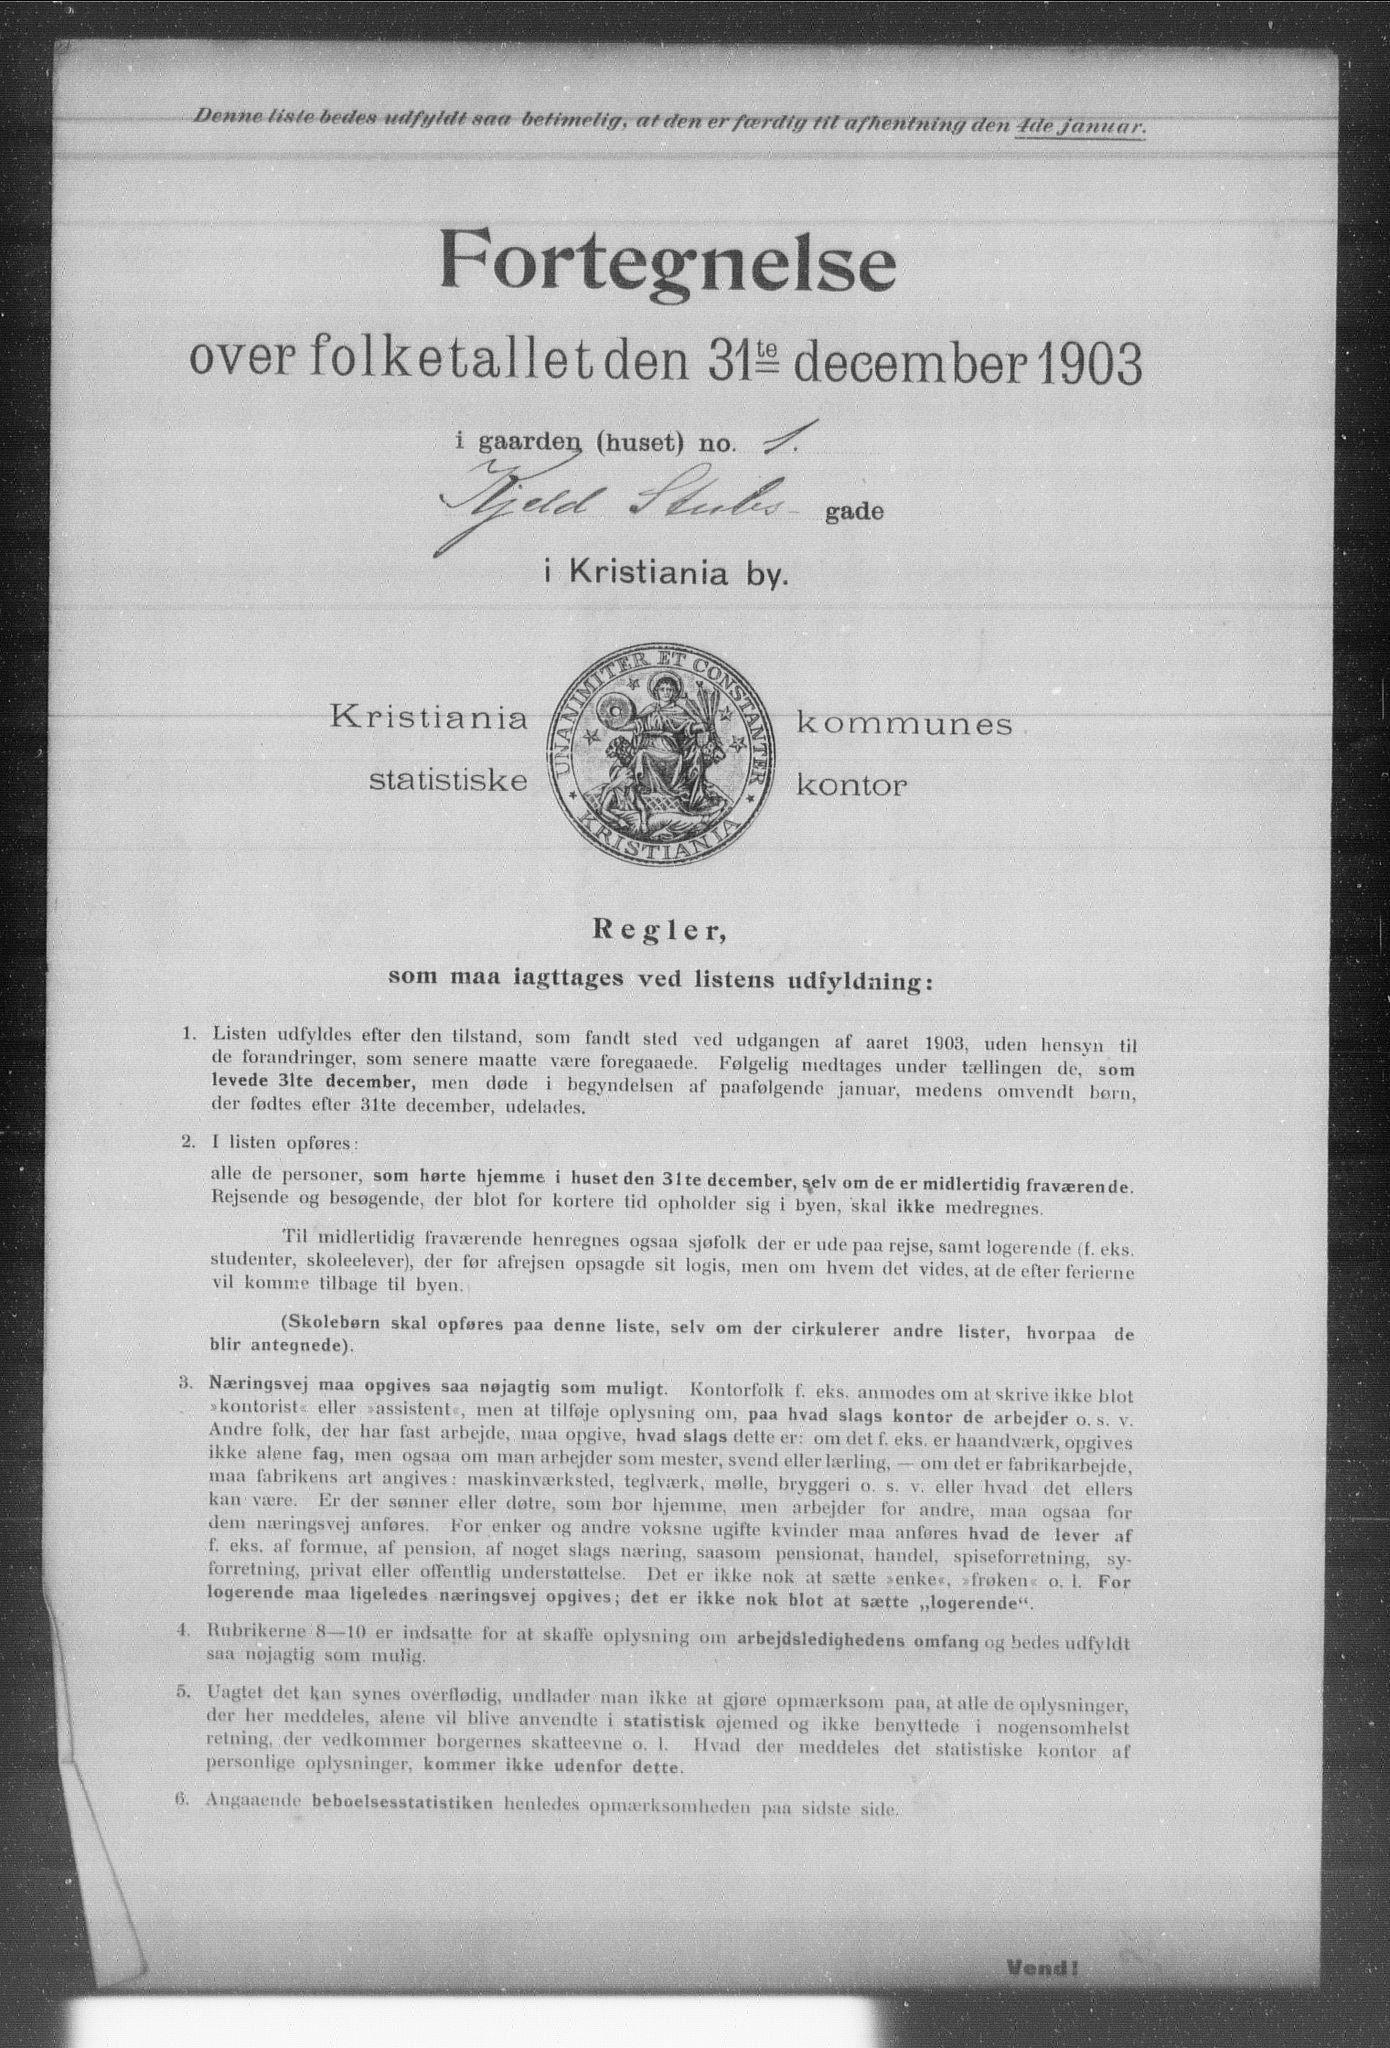 Denne liste bedes udfyldt saa betimelig, at den er færdig til afhentning den 4de januar.
Fortegnelse
over folketallet den 31te december 1903
i gaarden (huset) no. 1.
Kjeld Stubs- gade
i Kristiania by.
UNANIMITER ET CONSTANTER
KRISTIANIA
Kristiania kommunes
statistiske kontor
Regler,
som maa iagttages ved listens udfyldning:
1. Listen udfyldes efter den tilstand, som fandt sted ved udgangen af aaret 1903, uden hensyn til
de forandringer, som senere maatte være foregaaede. Følgelig medtages under tællingen de, som
levede 31te december, men døde i begyndelsen af paafølgende januar, medens omvendt børn,
der fødtes efter 31te december, udelades.
2. I listen opføres:
alle de personer, som hørte hjemme i huset den 31te december, selv om de er midlertidig fraværende.
Rejsende og besøgende, der blot for kortere tid opholder sig i byen, skal ikke medregnes.
Til midlertidig fraværende henregnes ogsaa sjøfolk der er ude paa rejse, samt logerende (f. eks.
studenter, skoleelever), der før afrejsen opsagde sit logis, men om hvem det vides, at de efter ferierne
vil komme tilbage til byen.
(Skolebørn skal opføres paa denne liste, selv om der cirkulerer andre lister, hvorpaa de
blir antegnede).
3. Næringsvej maa opgives saa nøjagtig som muligt. Kontorfolk f. eks. anmodes om at skrive ikke blot
»kontorist« eller »assistent«, men at tilføje oplysning om, paa hvad slags kontor de arbejder o. s. v.
Andre folk, der har fast arbejde, maa opgive, hvad slags dette er: om det f. eks. er haandværk, opgives
ikke alene fag, men ogsaa om man arbejder som mester, svend eller lærling, — om det er fabrikarbejde,
maa fabrikens art angives: maskinværksted, teglværk, mølle, bryggeri o. s. v. eller hvad det ellers
kan være. Er der sønner eller døtre, som bor hjemme, men arbejder for andre, maa ogsaa for
dem næringsvej anføres. For enker og andre voksne ugifte kvinder maa anføres hvad de lever af
f. eks. af formue, af pension, af noget slags næring, saasom pensionat, handel, spiseforretning, sy-
forretning, privat eller offentlig understøttelse. Det er ikke nok at sætte »enke«, »frøken« o. l. For
logerende maa ligeledes næringsvej opgives; det er ikke nok blot at sætte „logerende“.
4. Rubrikerne 8—10 er indsatte for at skaffe oplysning om arbejdsledighedens omfang og bedes udfyldt
saa nøjagtig som mulig.
5. Uagtet det kan synes overflødig, undlader man ikke at gjøre opmærksom paa, at alle de oplysninger,
der her meddeles, alene vil blive anvendte i statistisk øjemed og ikke benyttede i nogensomhelst
retning, der vedkommer borgernes skatteevne o. l. Hvad der meddeles det statistiske kontor af
personlige oplysninger, kommer ikke udenfor dette.
6. Angaaende beboelsesstatistiken henledes opmærksomheden paa sidste side.
Vend!